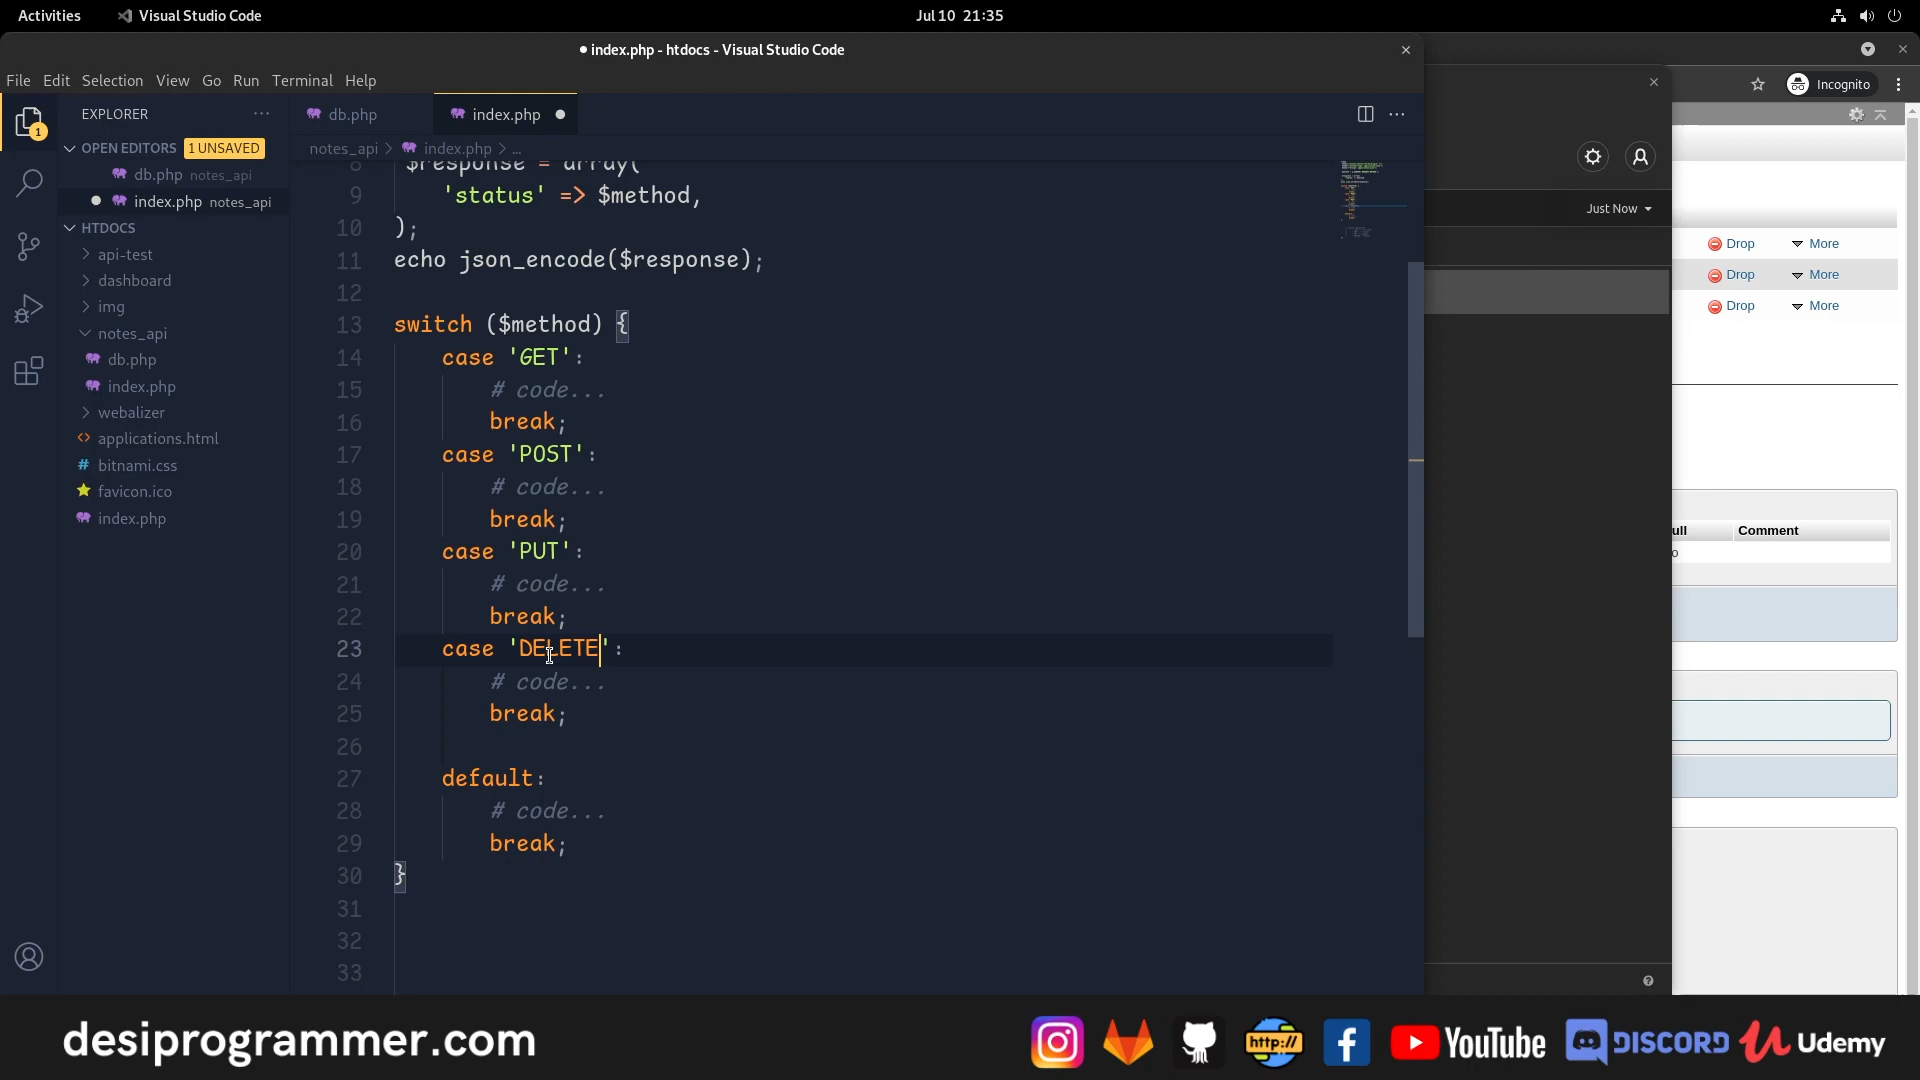 Activities
Visual Studio Code
Jul 10 21:35
● index.php - htdocs - Visual Studio Code
Incognito
File Edit Selection View Go Run Terminal Help
EXPLORER
OPEN EDITORS
1 UNSAVED
db.php notes_api
index.php notes_api
HTDOCS
api-test
dashboard
img
notes_api
db.php
index.php
webalizer
applications.html
bitnami.css
favicon.ico
index.php
1
db.php
index.php
notes_api > index.php > ...
8 $response = array(
9 'status' => $method,
10 );
11 echo json_encode($response);
12
13 switch ($method) {
14 case 'GET':
15 # code...
16 break;
17 case 'POST':
18 # code...
19 break;
20 case 'PUT':
21 # code...
22 break;
23 case 'DELETE':
24 # code...
25 break;
26
27 default:
28 # code...
29 break;
30 }
31
32
33
Just Now
Drop More
Drop More
Drop More
ull Comment
o
desiprogrammer.com
http://
YouTube
DISCORD
Udemy